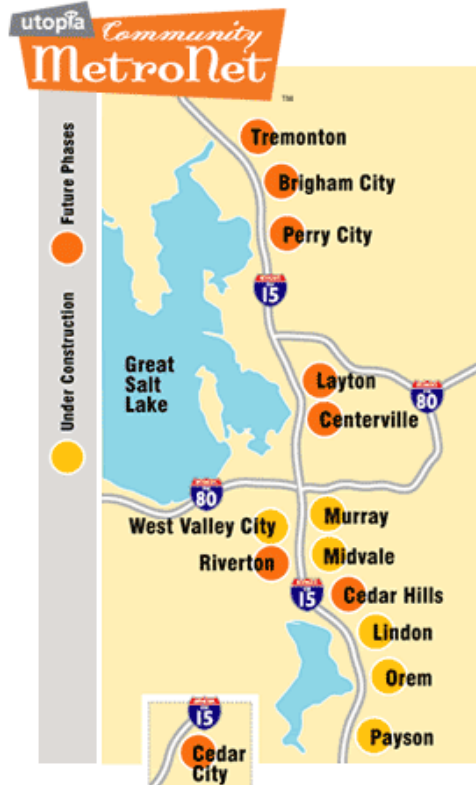 utopia
Community
MetroNet
TM
Future Phases
Under Construction
Tremonton
Brigham City
Perry City
15
Great
Salt
Lake
Layton
80
Centerville
80
West Valley City
Murray
Riverton
Midvale
15
Cedar Hills
Lindon
Orem
15
Payson
Cedar
City